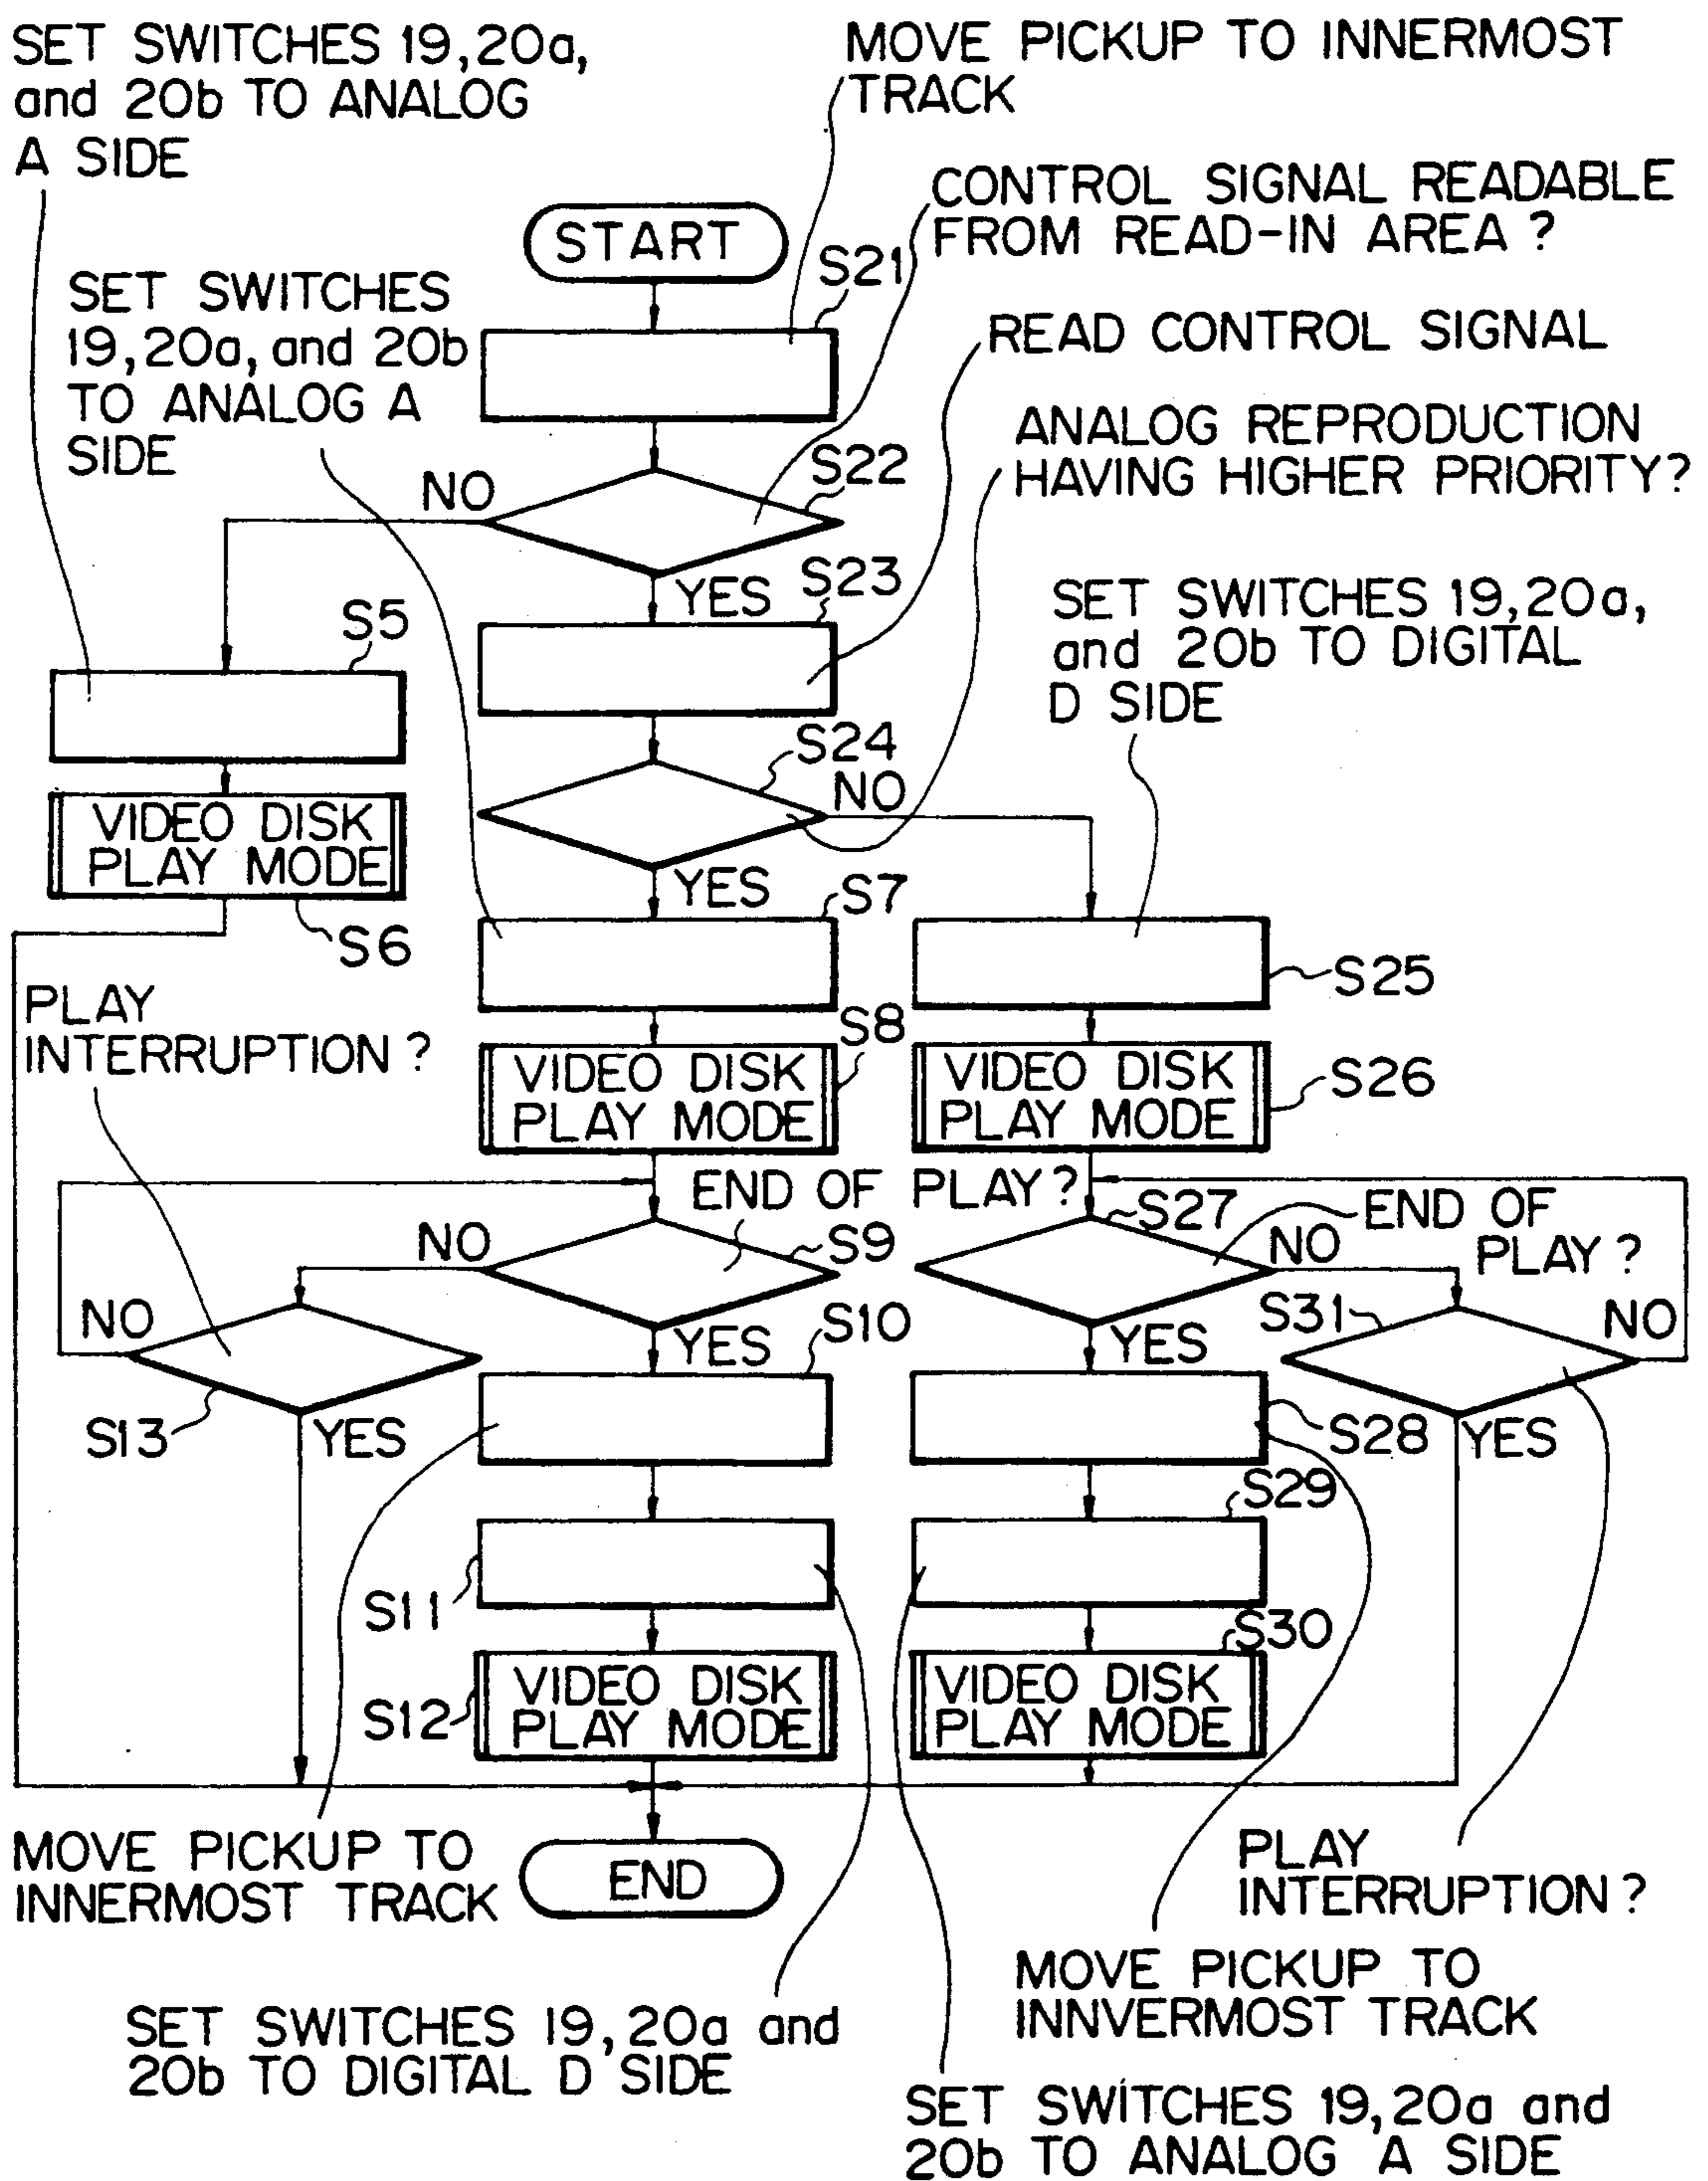 SET SWITCHES 19,20a,
and 20b TO ANALOG
A SIDE
MOVE PICKUP TO INNERMOST
TRACK
CONTROL SIGNAL READABLE
FROM READ-IN AREA?
START
S21
SET SWITCHES
19,20a, and 20b
TO ANALOG A
SIDE
READ CONTROL SIGNAL
ANALOG REPRODUCTION
HAVING HIGHER PRIORITY?
NO
S22
YES
S23
SET SWITCHES 19,20a,
and 20b TO DIGITAL
D SIDE
S5
S24
NO
VIDEO DISK
PLAY MODE
S6
YES
S7
S25
PLAY
INTERRUPTION?
S8
VIDEO DISK
PLAY MODE
VIDEO DISK
PLAY MODE
S26
END OF PLAY?
S27
END OF
PLAY?
NO
S9
NO
NO
S31
NO
S10
YES
YES
S13
YES
S28
YES
S29
S11
S30
S12
VIDEO DISK
PLAY MODE
VIDEO DISK
PLAY MODE
MOVE PICKUP TO
INNERMOST TRACK
END
PLAY
INTERRUPTION?
MOVE PICKUP TO
INNVERMOST TRACK
SET SWITCHES 19,20a and
20b TO DIGITAL D SIDE
SET SWITCHES 19,20a and
20b TO ANALOG A SIDE